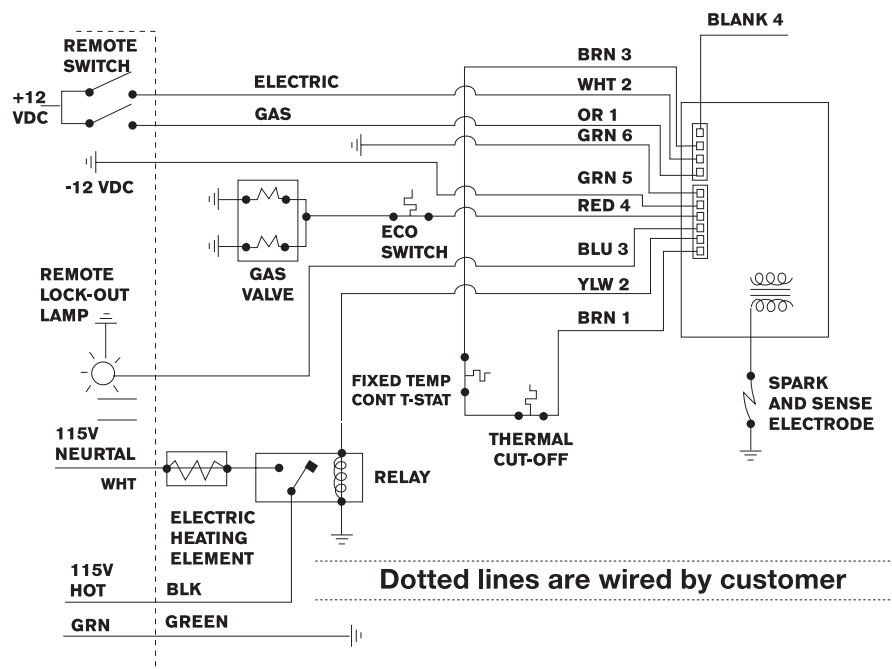 BLANK 4
REMOTE
SWITCH
BRN 3
ELECTRIC
WHT 2
+12
VDC
GAS
OR 1
GRN 6
-12 VDC
GRN 5
RED 4
ECO
SWITCH
BLU 3
GAS
VALVE
REMOTE
LOCK-OUT
LAMP
YLW 2
BRN 1
FIXED TEMP
CONT T-STAT
SPARK
AND SENSE
ELECTRODE
THERMAL
CUT-OFF
115V
NEURTAL
WHT
RELAY
ELECTRIC
HEATING
ELEMENT
115V
HOT
BLK
Dotted lines are wired by customer
GRN
GREEN